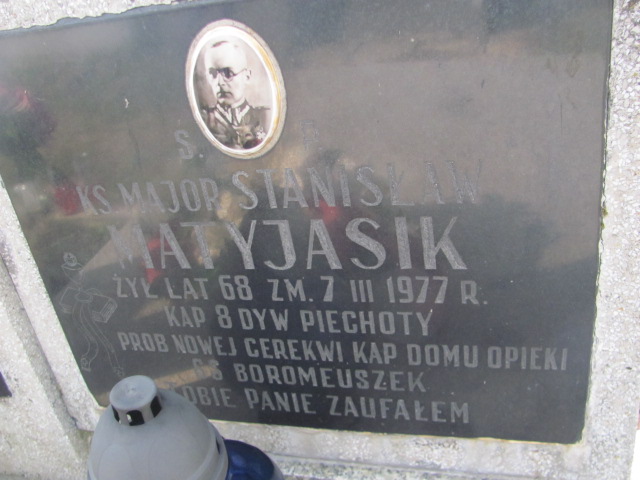 S. P.
KS MAJOR STANISŁAW
MATYJASIK
ŻYŁ LAT 68 ZM. 7 III 1977 R.
KAP 8 DYW PIECHOTY
PROB NOWEJ CEREKWI KAP DOMU OPIEKI
SS BOROMEUSZEK
OBIE PANIE ZAUFAŁEM